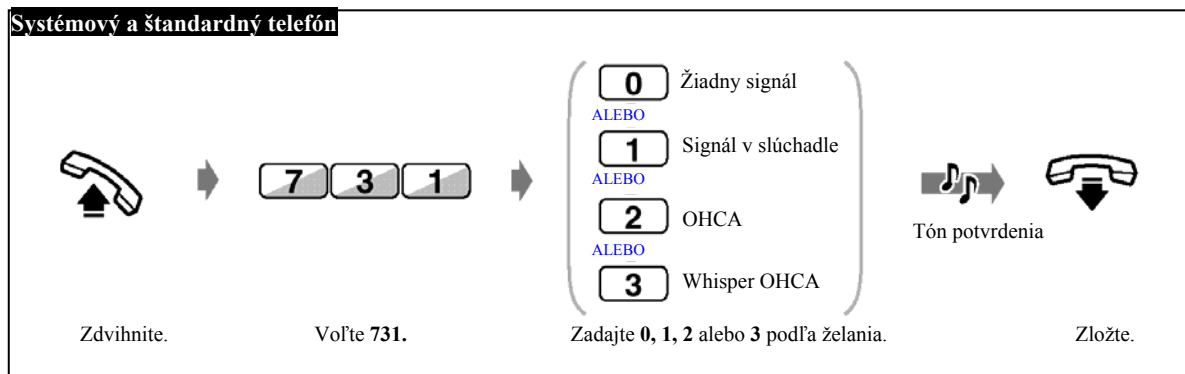 Systémový a štandardný telefón
0 Žiadny signál
ALEBO
1 Signál v slúchadle
ALEBO
7 3 1
2 OHCA
ALEBO
3 Whisper OHCA
Tón potvrdenia
Zdvihnite. Voľte 731. Zadajte 0, 1, 2 alebo 3 podľa želania. Zložte.